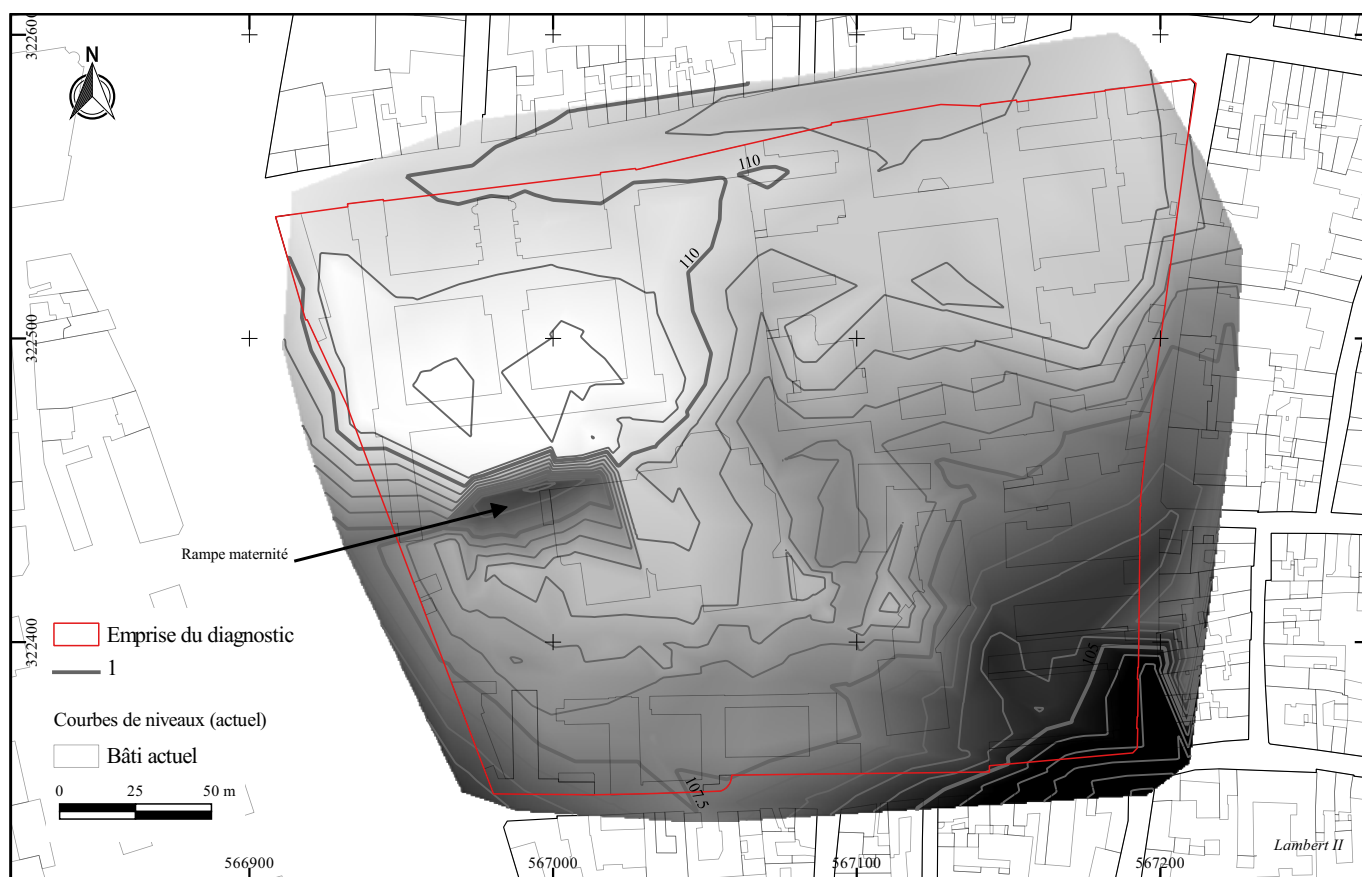 322600
N
110
110
322500
Rampe maternité
322400
105
Emprise du diagnostic
1
Courbes de niveaux (actuel)
Bâti actuel
0 25 50 m
107.5
Lambert II
566900 567000 567100 567200